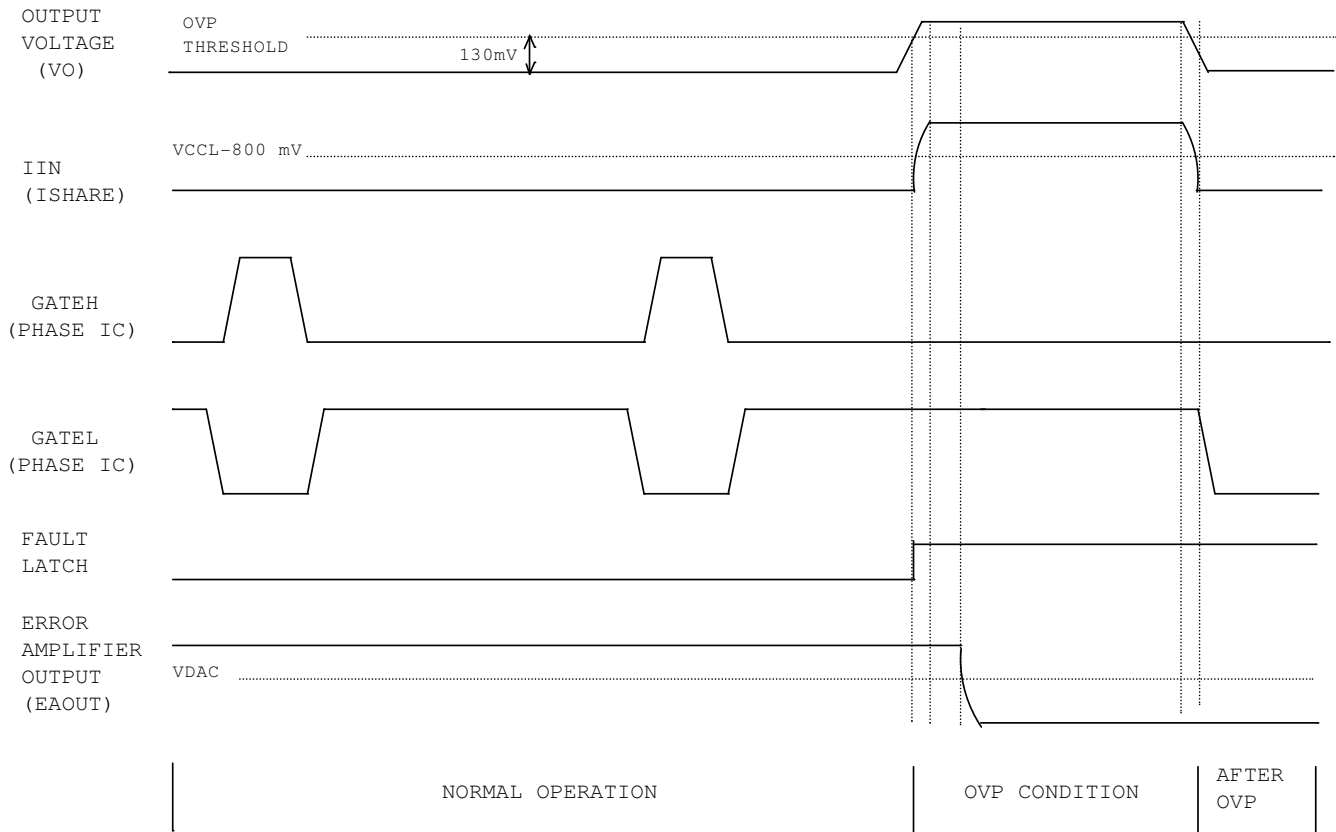 OUTPUT
VOLTAGE
(VO)
OVP
THRESHOLD
130mV
VCCL-800 mV
IIN
(ISHARE)
GATEH
(PHASE IC)
GATEL
(PHASE IC)
FAULT
LATCH
ERROR
AMPLIFIER
OUTPUT
(EAOUT)
VDAC
NORMAL OPERATION
OVP CONDITION
AFTER
OVP